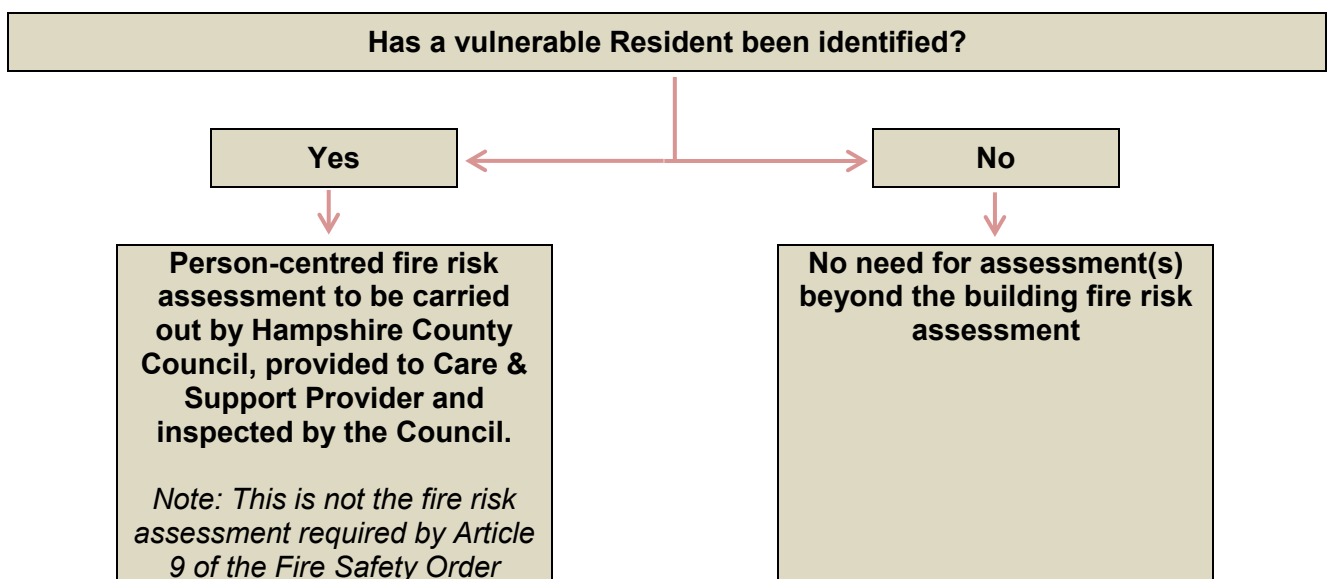 Has a vulnerable Resident been identified?
Yes
No
Person-centred fire risk
assessment to be carried
out by Hampshire County
Council, provided to Care &
Support Provider and
inspected by the Council.
Note: This is not the fire risk
assessment required by Article
9 of the Fire Safety Order
No need for assessment(s)
beyond the building fire risk
assessment